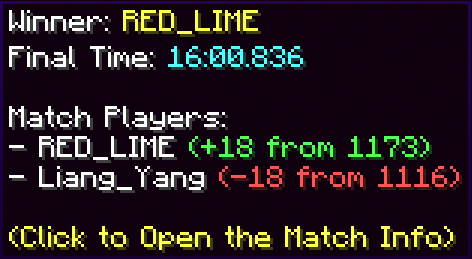 Winner: RED_LIME
Final Time: 16:00.836
Match Players:
- RED_LIME (+18 from 1173)
- Liang_Yang (-18 from 1116)
(Click to Open the Match Info)